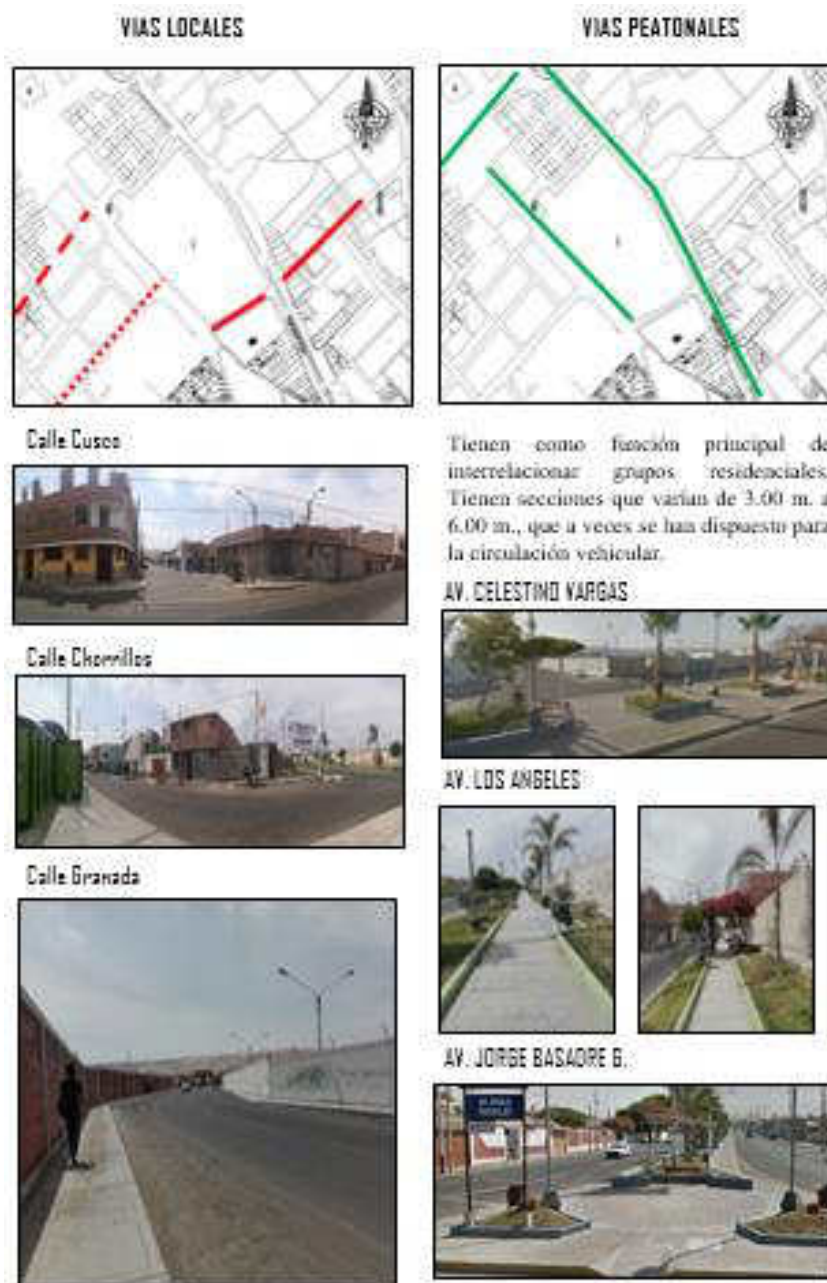 VIAS LOCALES
Calle Cusco
Calle Chorrillos
Calle Granada
VIAS PEATONALES
Tienen como función principal de
interrelacionar grupos residenciales.
Tienen secciones que varían de 3.00 m. a
6.00 m., que a veces se han dispuesto para
la circulación vehicular.
AV. CELESTINO VARGAS
AV. LOS ANGELES
AV. JORGE BASADRE G.